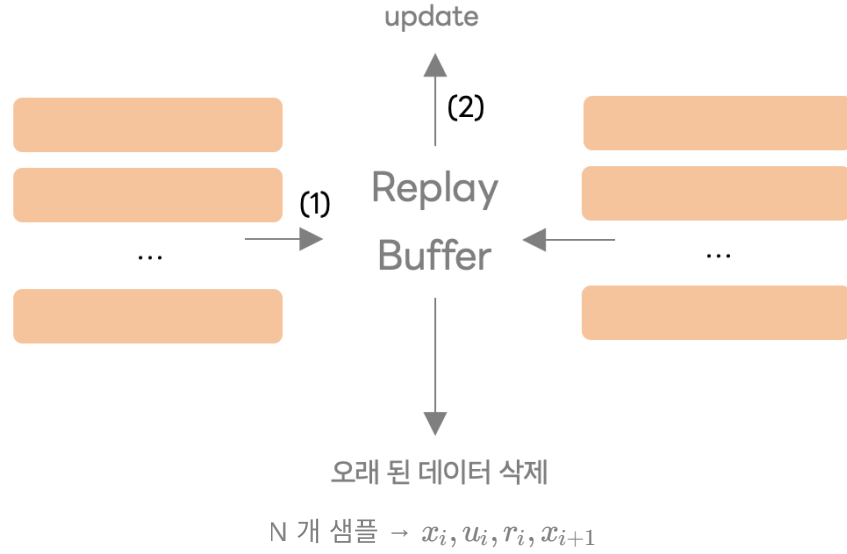 update
(2)
Replay
(1)
Buffer
...
...
오래 된 데이터 삭제
N 개 샘플 → x_i, u_i, r_i, x_{i+1}